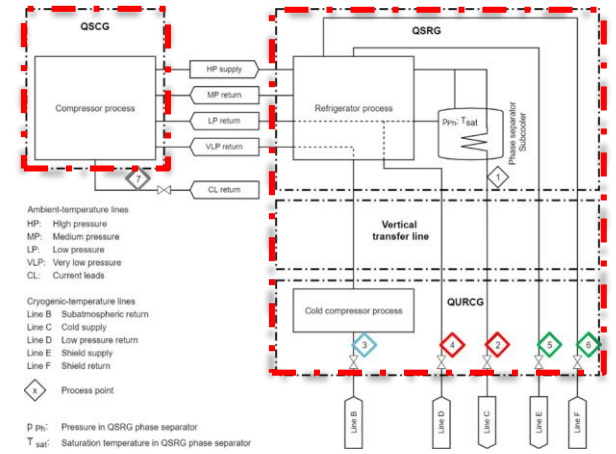 QSCG
QSRG
HP supply
MP return
LP return
VLP return
CL return
Compressor process
Refrigerator process
pPh; Tsat
Phase separator
Subcooler
7
1
Vertical
transfer line
QURCG
Cold compressor process
3
4
2
5
6
Line B
Line D
Line C
Line E
Line F
Ambient-temperature lines
HP: High pressure
MP: Medium pressure
LP: Low pressure
VLP: Very low pressure
CL: Current leads
Cryogenic-temperature lines
Line B Subatmospheric return
Line C Cold supply
Line D Low pressure return
Line E Shield supply
Line F Shield return
x Process point
p Ph: Pressure in QSRG phase separator
T sat: Saturation temperature in QSRG phase separator